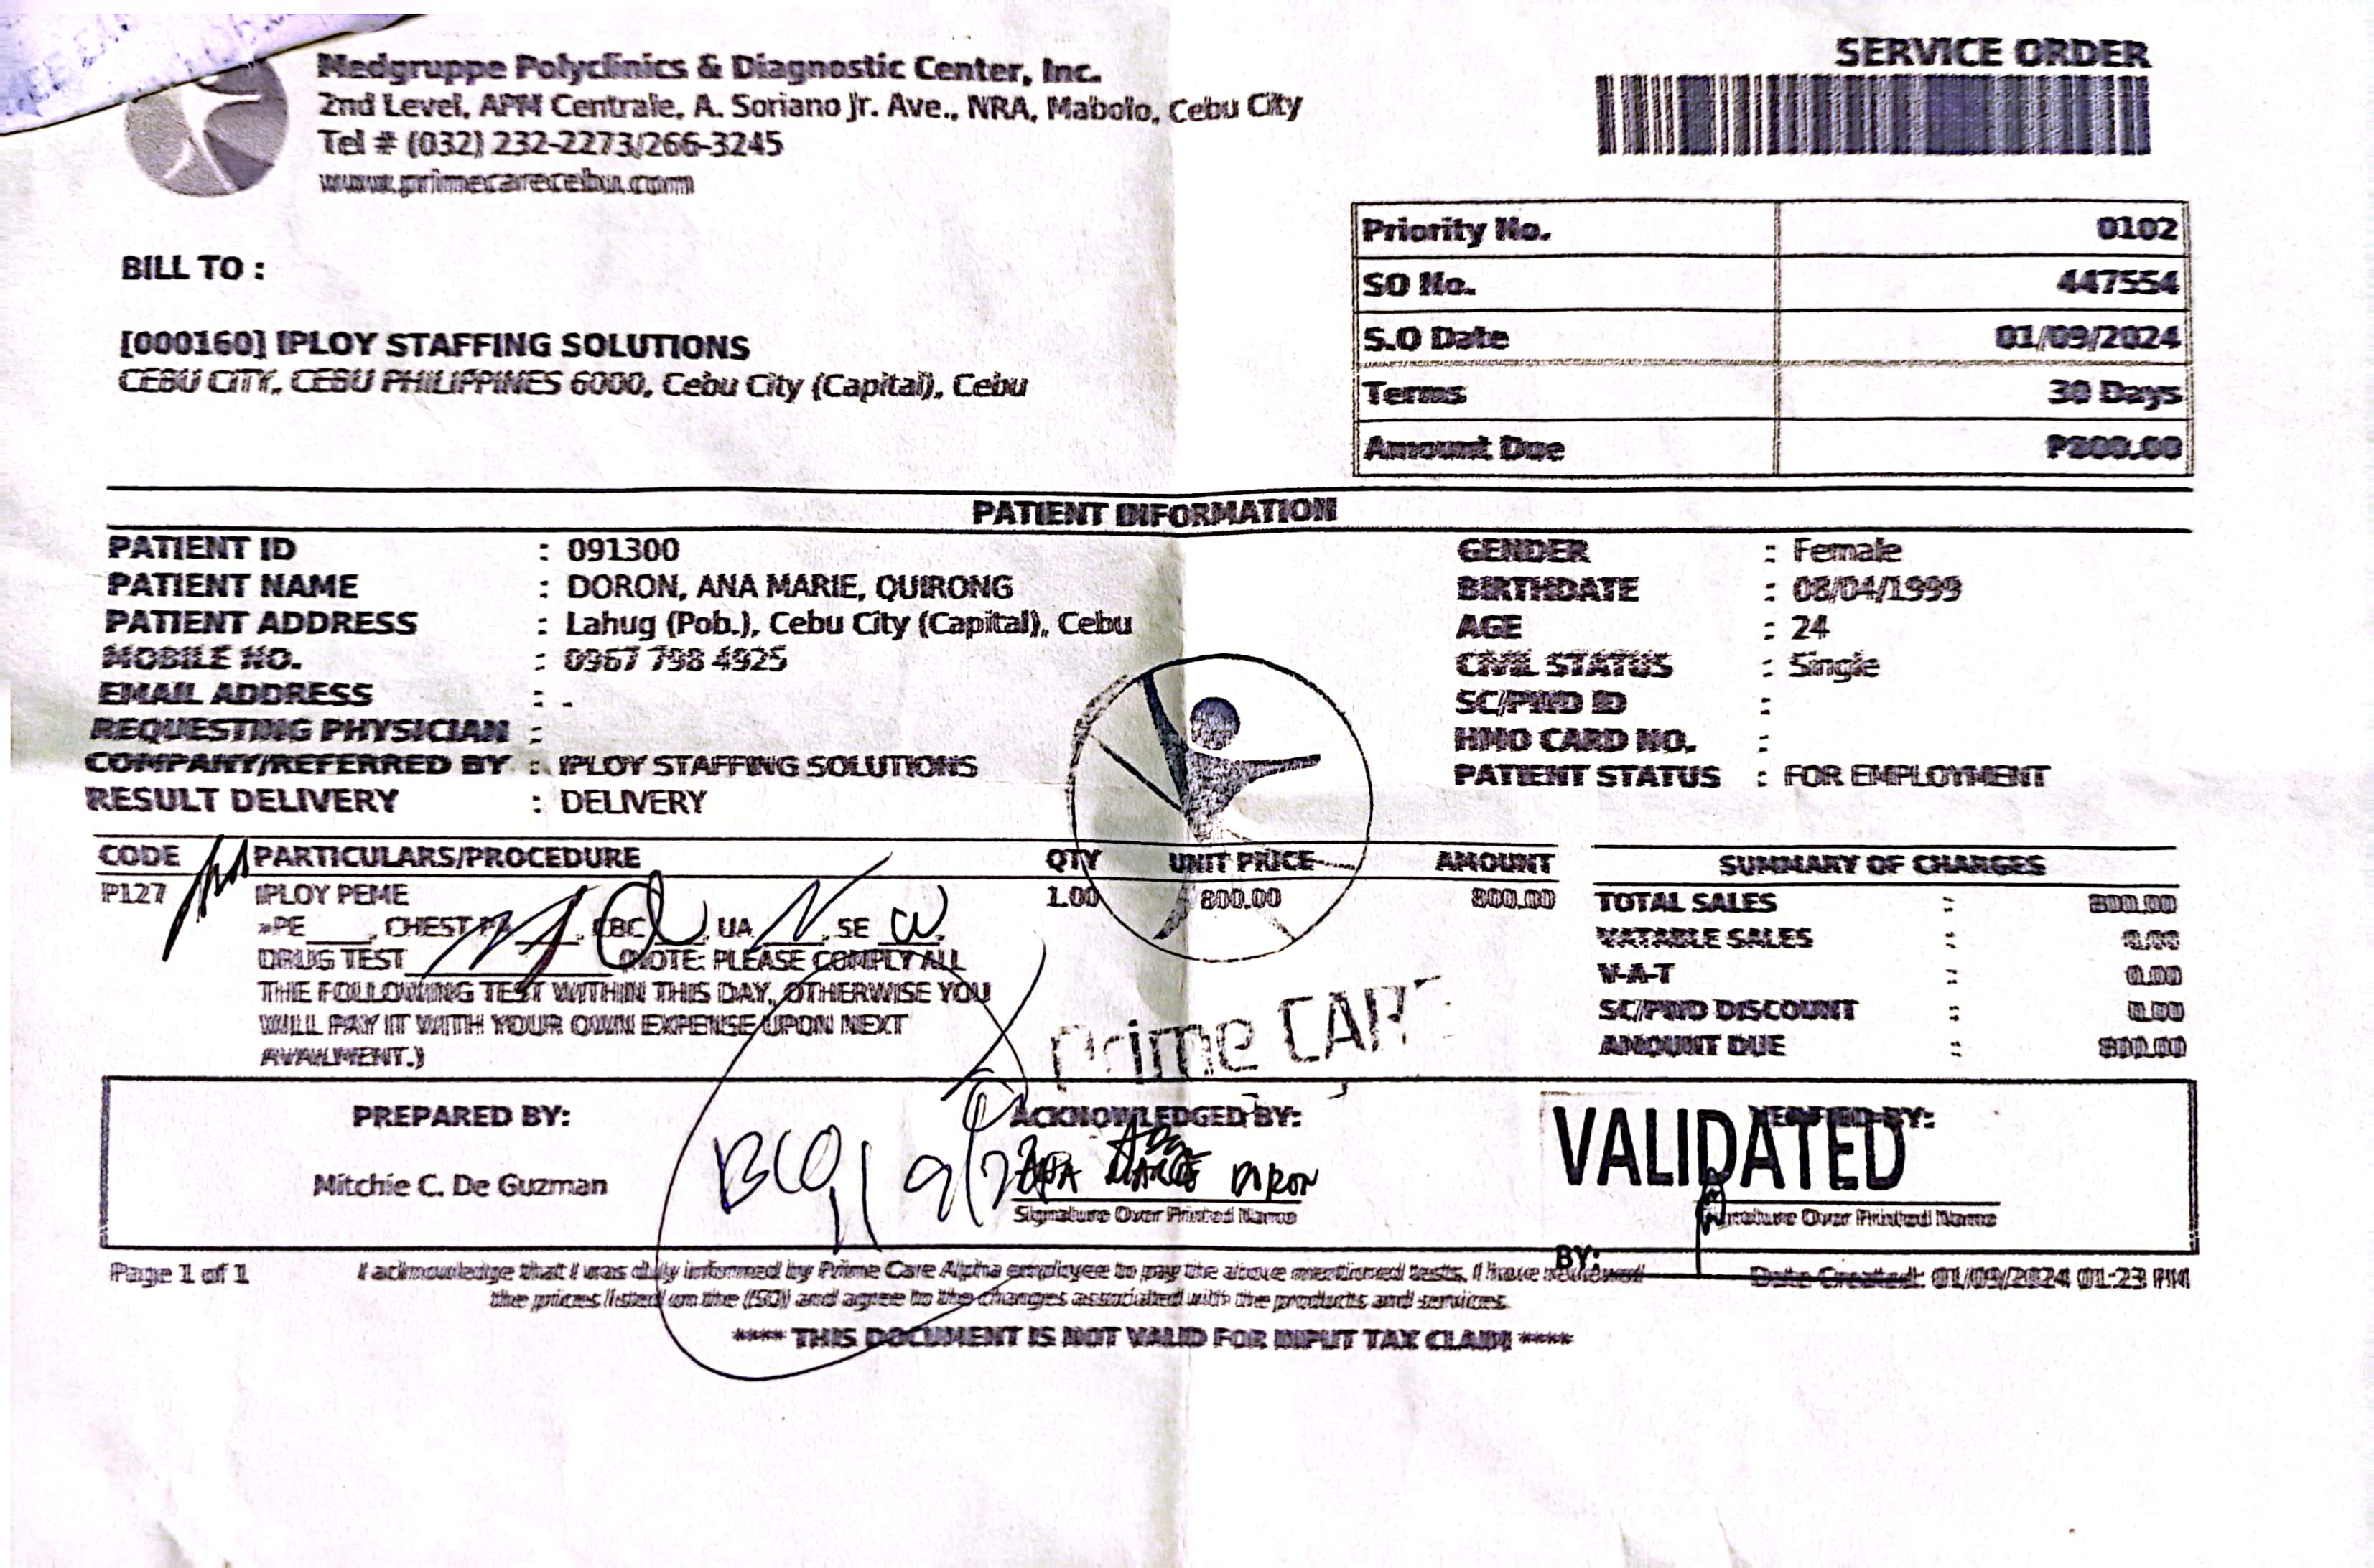 Medgruppe Polyclinics & Diagnostic Center, Inc.
2nd Level, APM Centrale, A. Soriano Jr. Ave., NRA, Mabolo, Cebu City
Tel # (032) 232-2273/266-3245
www.primecarecebu.com
SERVICE ORDER
Priority No. 0102
SO No. 447554
S.O Date 01/09/2024
Terms 30 Days
Amount Due P800.00
BILL TO :
[000160] IPLOY STAFFING SOLUTIONS
CEBU CITY, CEBU PHILIPPINES 6000, Cebu City (Capital), Cebu
PATIENT INFORMATION
PATIENT ID : 091300
PATIENT NAME : DORON, ANA MARIE, QUIRONG
PATIENT ADDRESS : Lahug (Pob.), Cebu City (Capital), Cebu
MOBILE NO. : 0967 798 4925
EMAIL ADDRESS : .
REQUESTING PHYSICIAN :
COMPANY/REFERRED BY : IPLOY STAFFING SOLUTIONS
RESULT DELIVERY : DELIVERY
GENDER : Female
BIRTHDATE : 08/04/1999
AGE : 24
CIVIL STATUS : Single
SC/PWD ID :
HMO CARD NO. :
PATIENT STATUS : FOR EMPLOYMENT
CODE PARTICULARS/PROCEDURE QTY UNIT PRICE AMOUNT
P127 IPLOY PEME 1.00 800.00 800.00
»PE ____, CHEST PA ____, CBC ____, UA ____, SE ____,
DRUG TEST ____ (NOTE: PLEASE COMPLY ALL
THE FOLLOWING TEST WITHIN THIS DAY, OTHERWISE YOU
WILL PAY IT WITH YOUR OWN EXPENSE UPON NEXT
AVAILMENT.)
SUMMARY OF CHARGES
TOTAL SALES : 800.00
VATABLE SALES : 0.00
V-A-T : 0.00
SC/PWD DISCOUNT : 0.00
AMOUNT DUE : 800.00
Prime CARE
PREPARED BY:
Mitchie C. De Guzman
ACKNOWLEDGED BY:
ANA MARIE DORON
Signature Over Printed Name
VERIFIED BY:
VALIDATED
Signature Over Printed Name
BY:
Page 1 of 1
I acknowledge that I was duly informed by Prime Care Alpha employee to pay the above mentioned tests. I have reviewed
the prices listed on the (SO) and agree to the changes associated with the products and services.
Date Created: 01/09/2024 01:23 PM
**** THIS DOCUMENT IS NOT VALID FOR INPUT TAX CLAIM ****